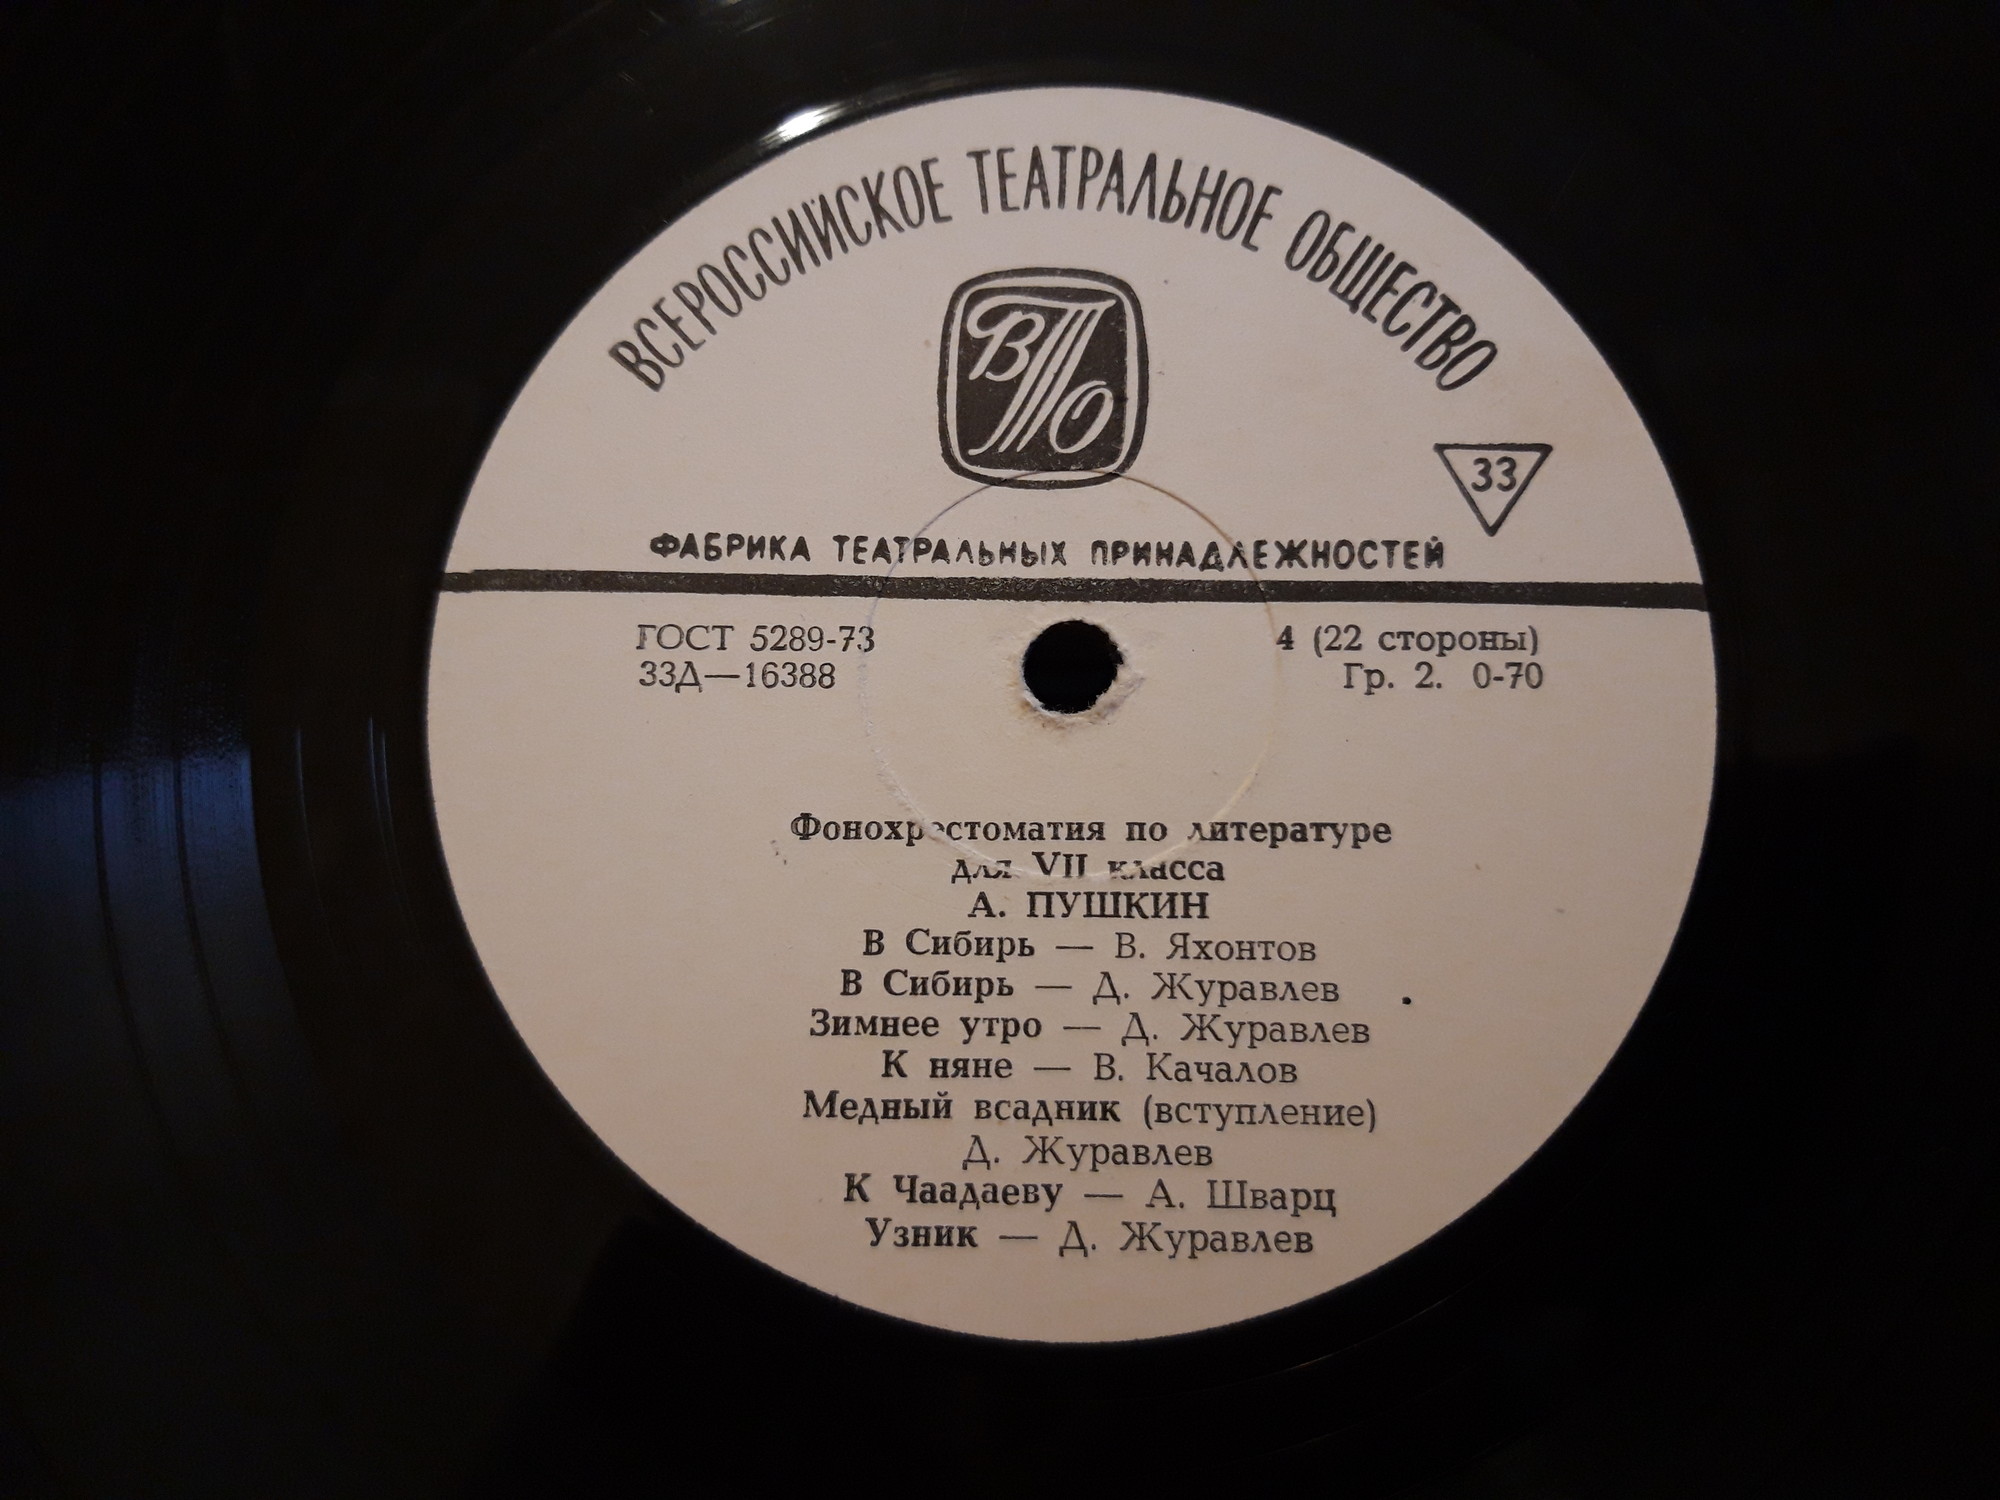 ВСЕРОССИЙСКОЕ ТЕАТРАЛЬНОЕ ОБЩЕСТВО
ВТО
33
ФАБРИКА ТЕАТРАЛЬНЫХ ПРИНАДЛЕЖНОСТЕЙ
ГОСТ 5289-73 4 (22 стороны)
33Д—16388 Гр. 2. 0-70
Фонохрестоматия по литературе
для VII класса
А. ПУШКИН
В Сибирь — В. Яхонтов
В Сибирь — Д. Журавлев
Зимнее утро — Д. Журавлев
К няне — В. Качалов
Медный всадник (вступление)
Д. Журавлев
К Чаадаеву — А. Шварц
Узник — Д. Журавлев